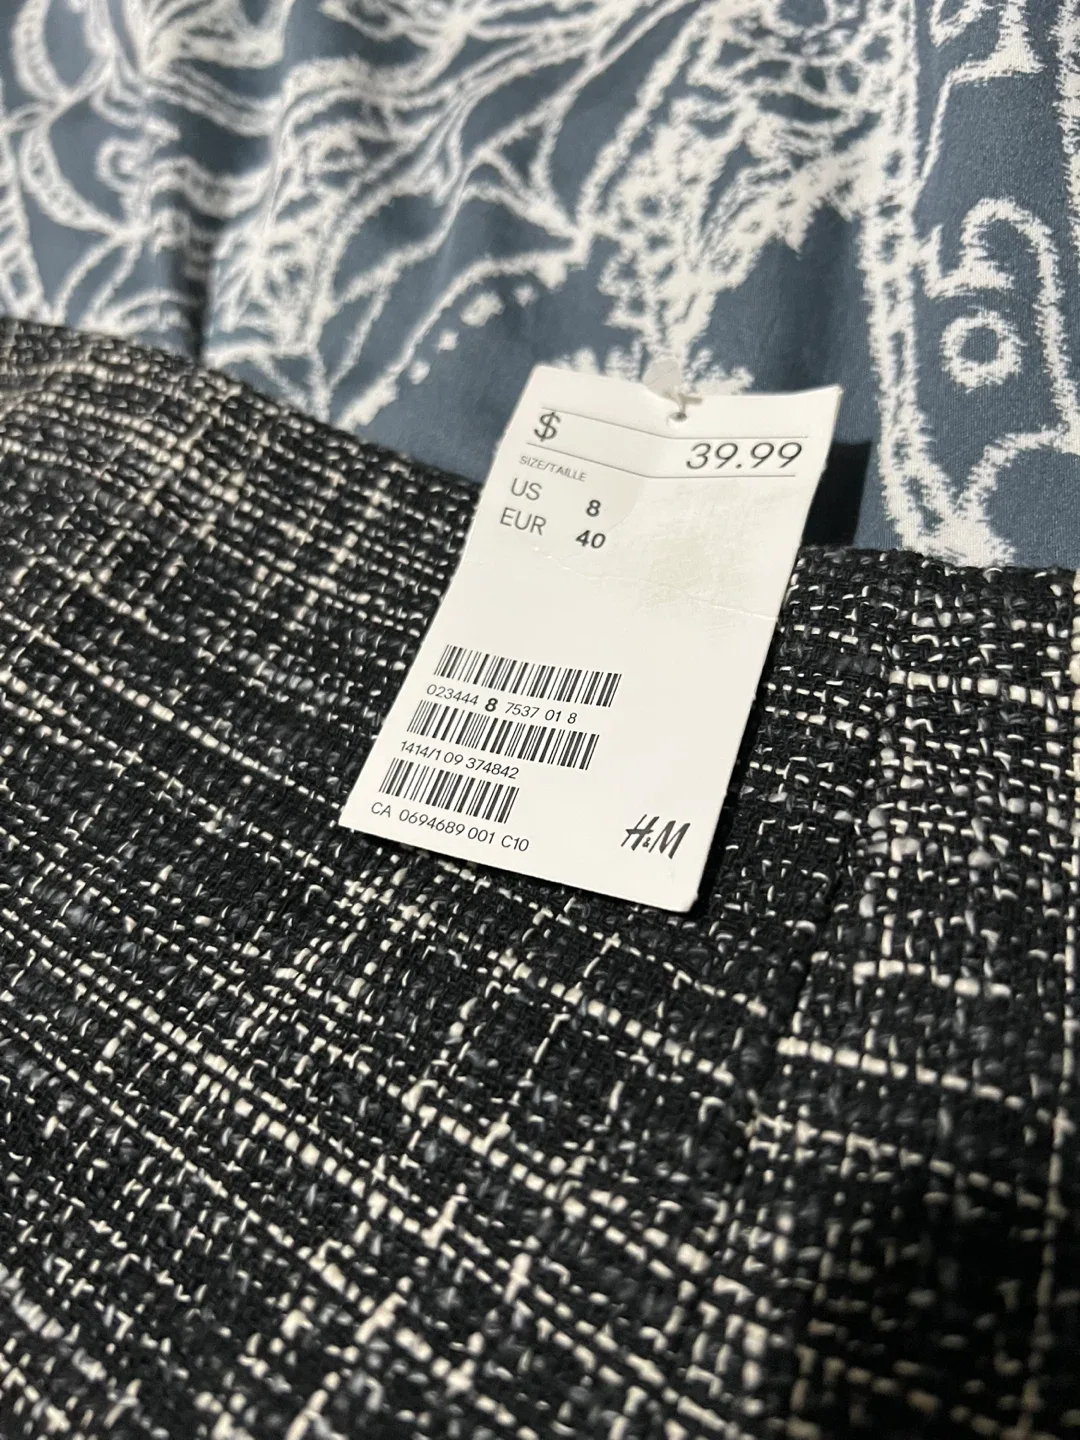 $ 39.99
SIZE/TAILLE
US 8
EUR 40
023444 8 7537 01 8
1414/1 09 374842
CA 0694689 001 C10
H&M